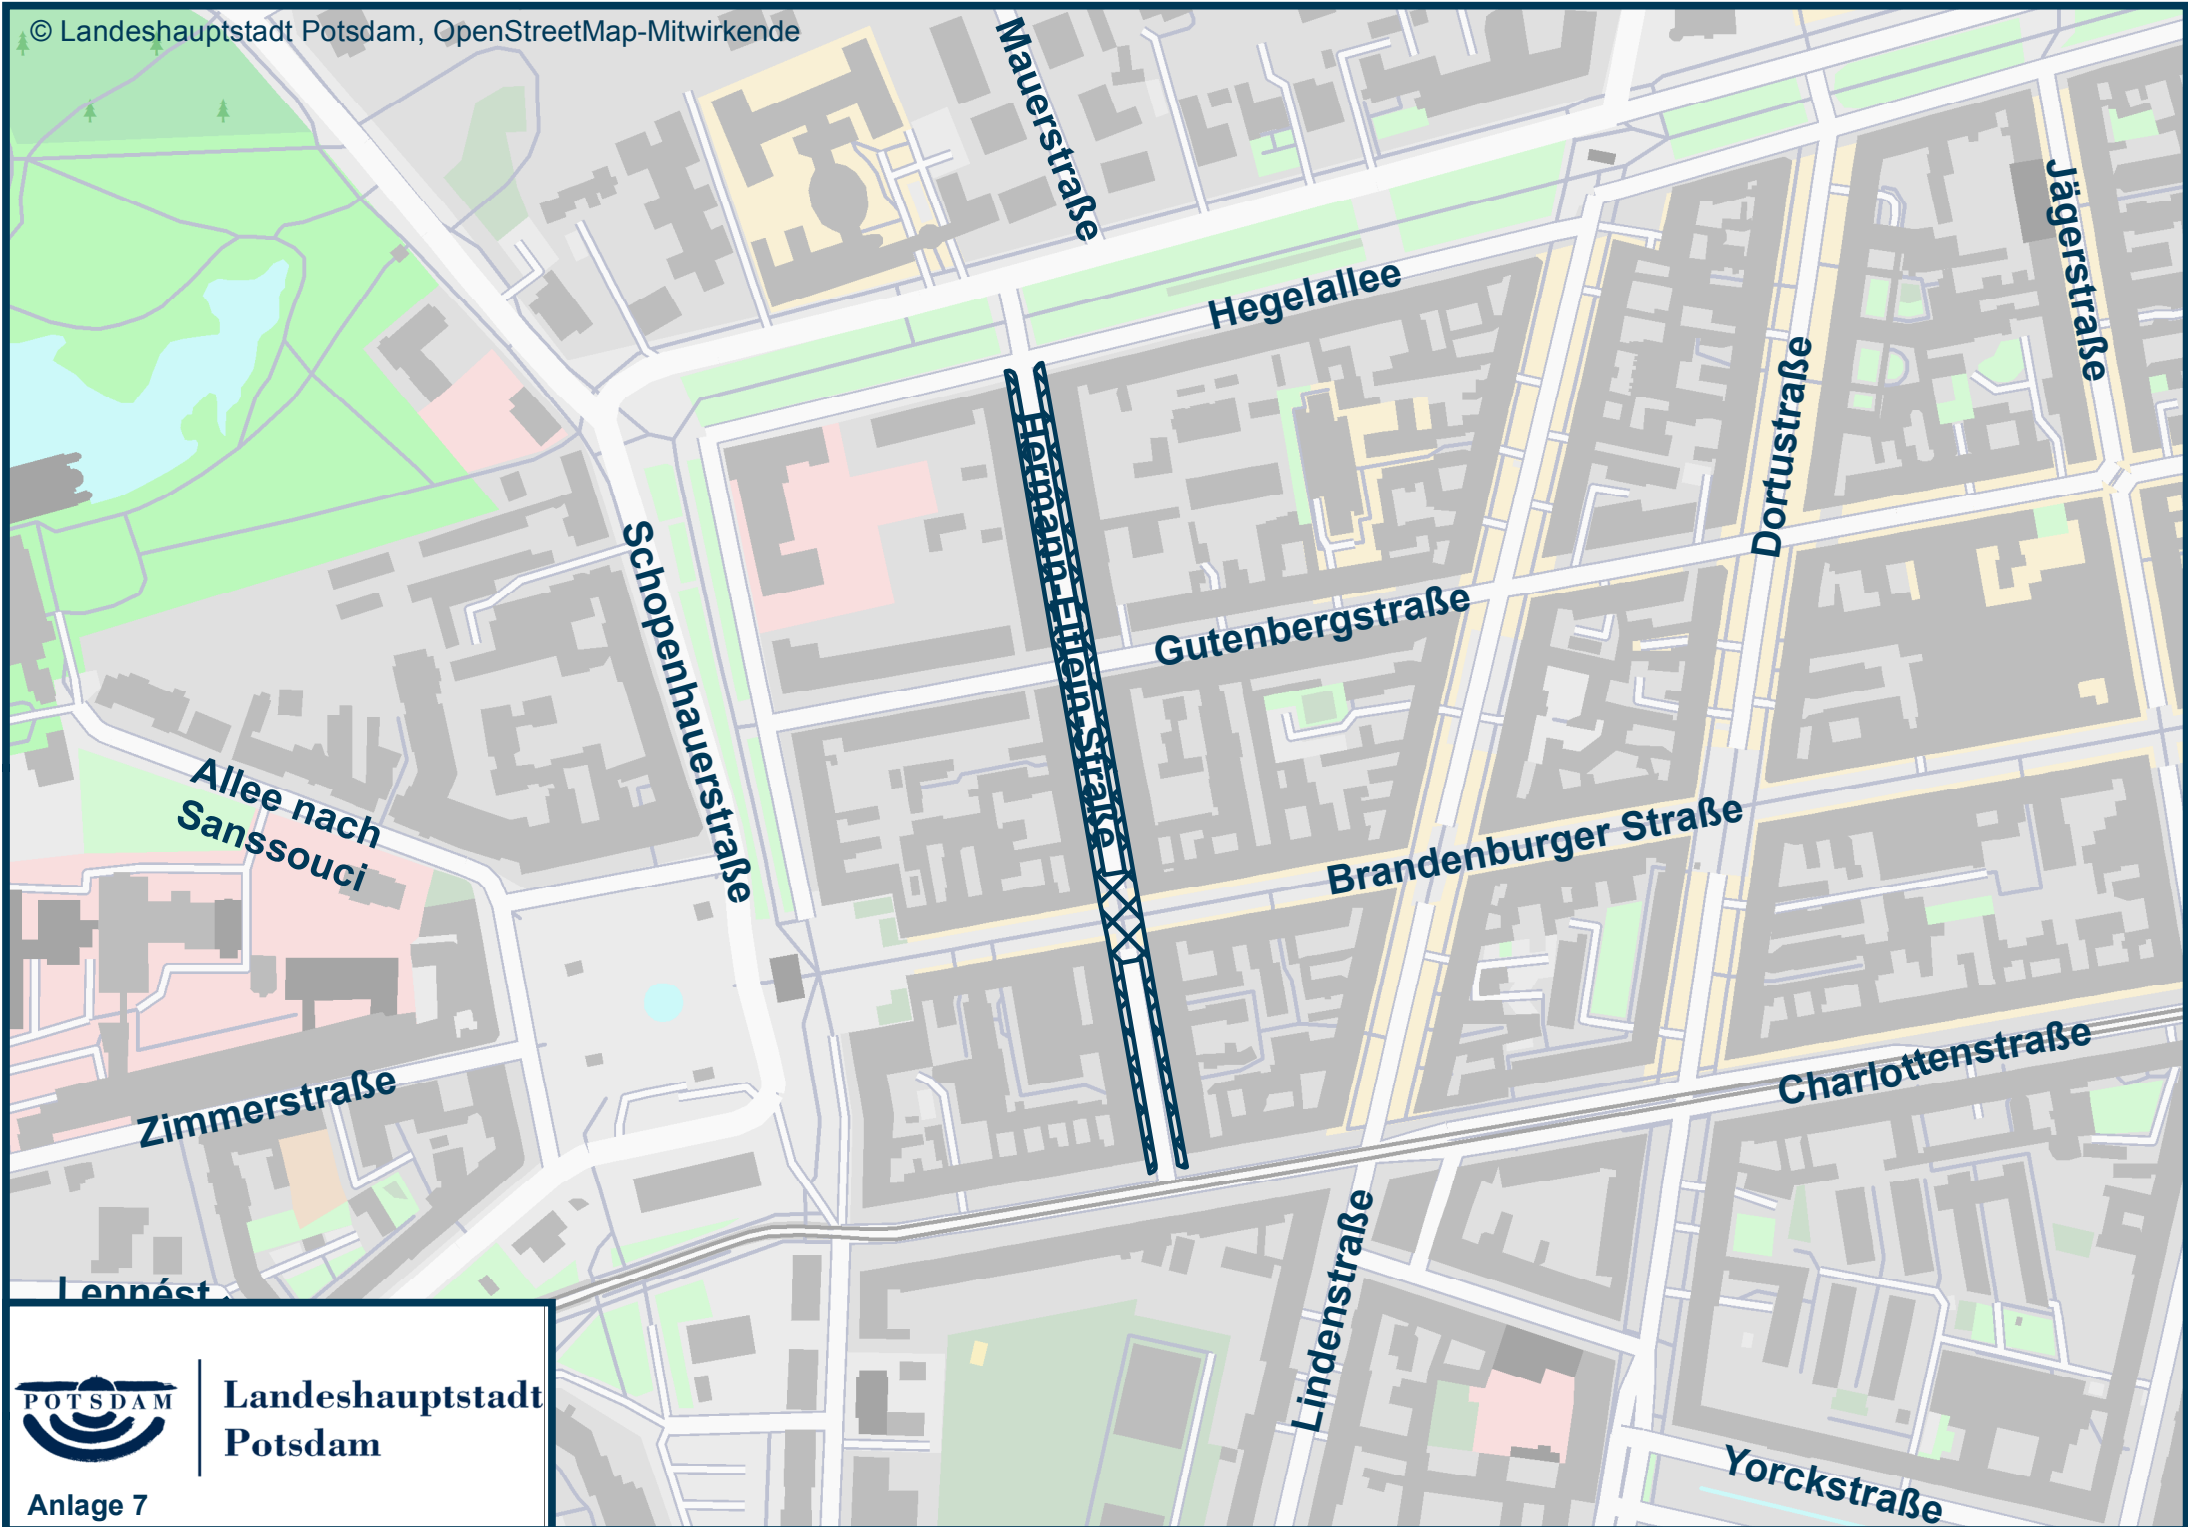 © Landeshauptstadt Potsdam, OpenStreetMap-Mitwirkende
Mauerstraße
Jägerstraße
Hegelallee
Dortustraße
Hermann-Elflein-Straße
Schopenhauerstraße
Gutenbergstraße
Allee nach
Sanssouci
Brandenburger Straße
Charlottenstraße
Zimmerstraße
Lindenstraße
Lennést
Yorckstraße
POTSDAM
Landeshauptstadt
Potsdam
Anlage 7